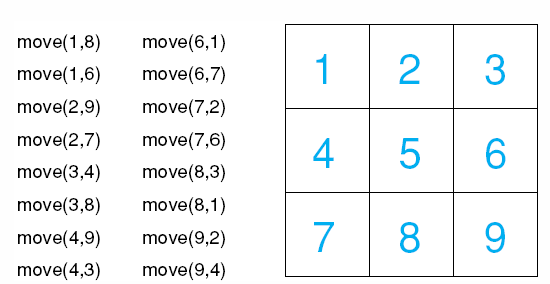 move(1,8) move(6,1)
move(1,6) move(6,7)
move(2,9) move(7,2)
move(2,7) move(7,6)
move(3,4) move(8,3)
move(3,8) move(8,1)
move(4,9) move(9,2)
move(4,3) move(9,4)
1 2 3
4 5 6
7 8 9